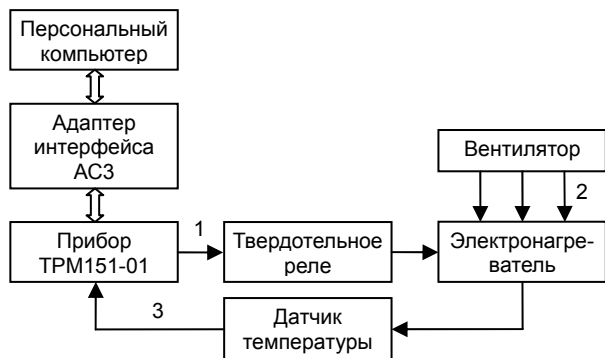 Персональный
компьютер
Адаптер
интерфейса
АС3
Вентилятор
2
Прибор
ТРМ151-01
1
Твердотельное
реле
Электронагре-
ватель
3
Датчик
температуры